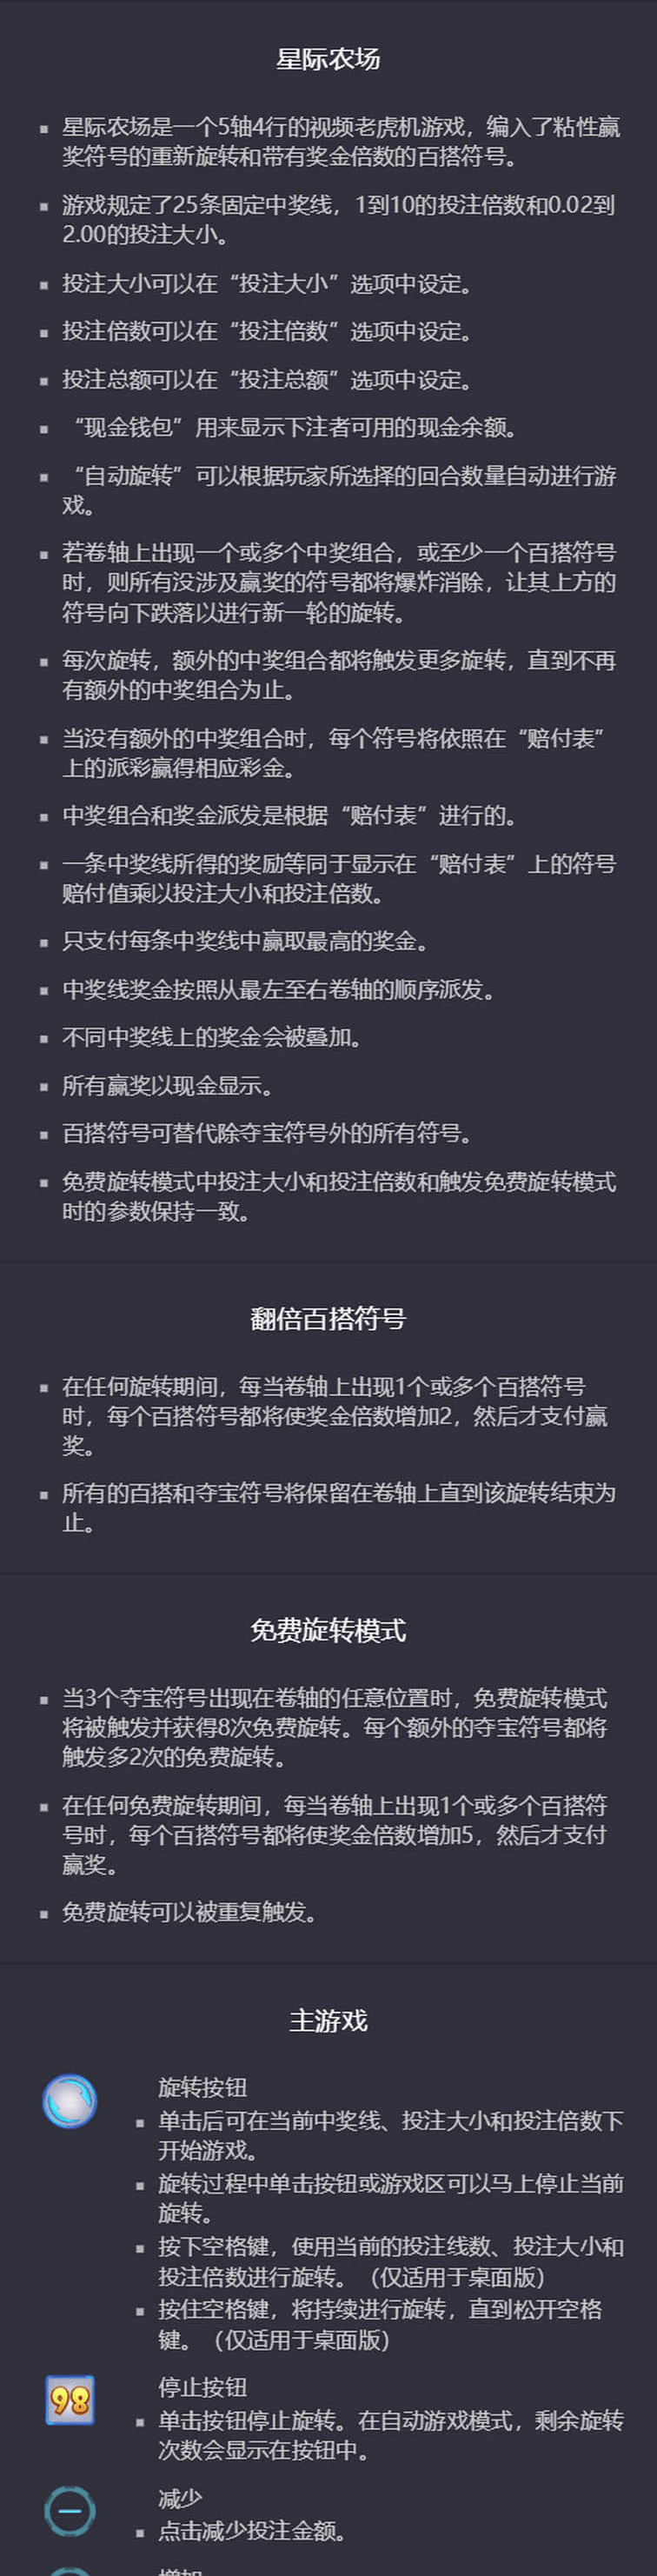 星际农场
▪ 星际农场是一个5轴4行的视频老虎机游戏，编入了粘性赢
奖符号的重新旋转和带有奖金倍数的百搭符号。
▪ 游戏规定了25条固定中奖线，1到10的投注倍数和0.02到
2.00的投注大小。
▪ 投注大小可以在“投注大小”选项中设定。
▪ 投注倍数可以在“投注倍数”选项中设定。
▪ 投注总额可以在“投注总额”选项中设定。
▪ “现金钱包”用来显示下注者可用的现金余额。
▪ “自动旋转”可以根据玩家所选择的回合数量自动进行游
戏。
▪ 若卷轴上出现一个或多个中奖组合，或至少一个百搭符号
时，则所有没涉及赢奖的符号都将爆炸消除，让其上方的
符号向下跌落以进行新一轮的旋转。
▪ 每次旋转，额外的中奖组合都将触发更多旋转，直到不再
有额外的中奖组合为止。
▪ 当没有额外的中奖组合时，每个符号将依照在“赔付表”
上的派彩赢得相应彩金。
▪ 中奖组合和奖金派发是根据“赔付表”进行的。
▪ 一条中奖线所得的奖励等同于显示在“赔付表”上的符号
赔付值乘以投注大小和投注倍数。
▪ 只支付每条中奖线中赢取最高的奖金。
▪ 中奖线奖金按照从最左至右卷轴的顺序派发。
▪ 不同中奖线上的奖金会被叠加。
▪ 所有赢奖以现金显示。
▪ 百搭符号可替代除夺宝符号外的所有符号。
▪ 免费旋转模式中投注大小和投注倍数和触发免费旋转模式
时的参数保持一致。
翻倍百搭符号
▪ 在任何旋转期间，每当卷轴上出现1个或多个百搭符号
时，每个百搭符号都将使奖金倍数增加2，然后才支付赢
奖。
▪ 所有的百搭和夺宝符号将保留在卷轴上直到该旋转结束为
止。
免费旋转模式
▪ 当3个夺宝符号出现在卷轴的任意位置时，免费旋转模式
将被触发并获得8次免费旋转。每个额外的夺宝符号都将
触发多2次的免费旋转。
▪ 在任何免费旋转期间，每当卷轴上出现1个或多个百搭符
号时，每个百搭符号都将使奖金倍数增加5，然后才支付
赢奖。
▪ 免费旋转可以被重复触发。
主游戏
旋转按钮
▪ 单击后可在当前中奖线、投注大小和投注倍数下
开始游戏。
▪ 旋转过程中单击按钮或游戏区可以马上停止当前
旋转。
▪ 按下空格键，使用当前的投注线数、投注大小和
投注倍数进行旋转。（仅适用于桌面版）
▪ 按住空格键，将持续进行旋转，直到松开空格
键。（仅适用于桌面版）
98
停止按钮
▪ 单击按钮停止旋转。在自动游戏模式，剩余旋转
次数会显示在按钮中。
减少
▪ 点击减少投注金额。